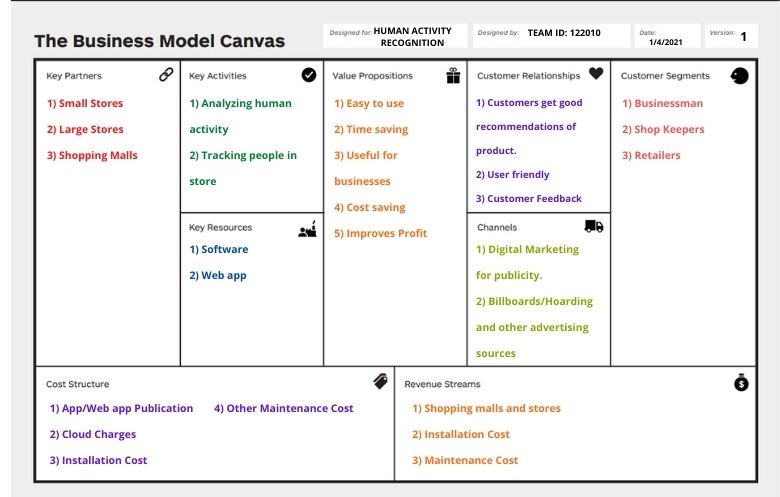 The Business Model Canvas
Designed for: HUMAN ACTIVITY
RECOGNITION
Designed by: TEAM ID: 122010
Date:
1/4/2021
Version: 1
Key Partners
1) Small Stores
2) Large Stores
3) Shopping Malls
Key Activities
1) Analyzing human
activity
2) Tracking people in
store
Key Resources
1) Software
2) Web app
Value Propositions
1) Easy to use
2) Time saving
3) Useful for
businesses
4) Cost saving
5) Improves Profit
Customer Relationships
1) Customers get good
recommendations of
product.
2) User friendly
3) Customer Feedback
Channels
1) Digital Marketing
for publicity.
2) Billboards/Hoarding
and other advertising
sources
Customer Segments
1) Businessman
2) Shop Keepers
3) Retailers
Cost Structure
1) App/Web app Publication 4) Other Maintenance Cost
2) Cloud Charges
3) Installation Cost
Revenue Streams
$
1) Shopping malls and stores
2) Installation Cost
3) Maintenance Cost